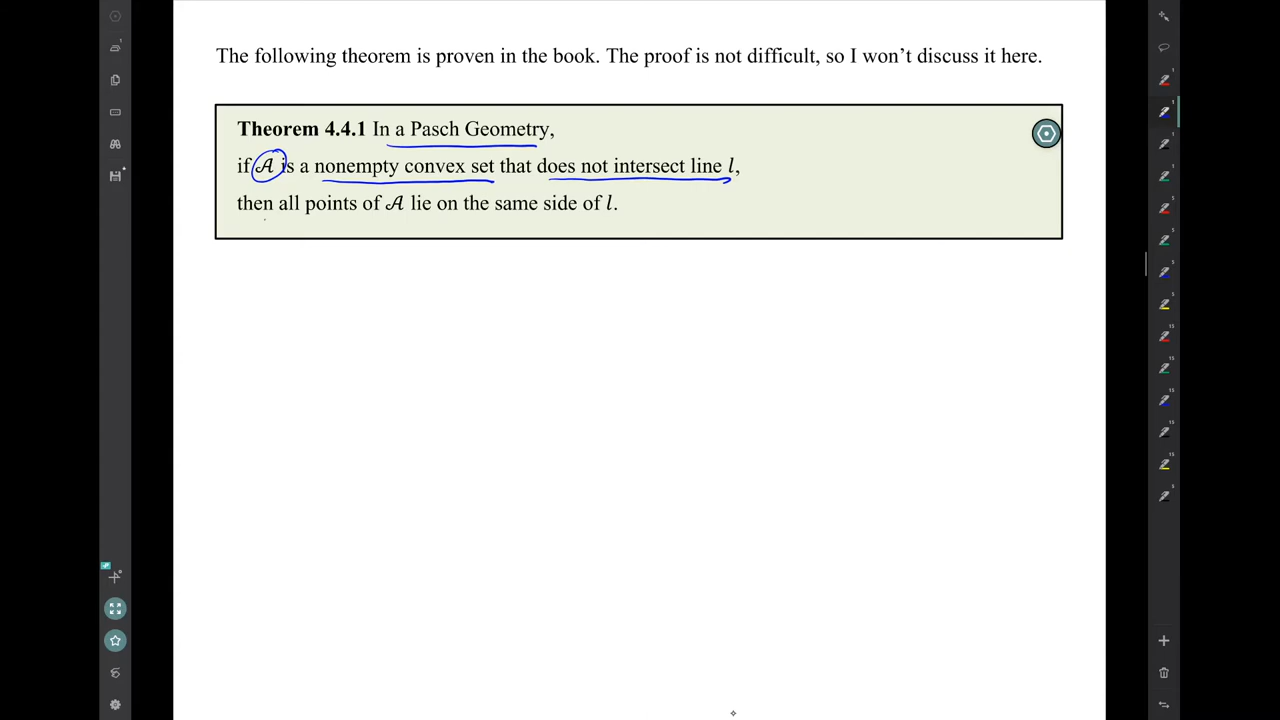 The following theorem is proven in the book. The proof is not difficult, so I won’t discuss it here.
Theorem 4.4.1 In a Pasch Geometry,
if 𝒜 is a nonempty convex set that does not intersect line l,
then all points of 𝒜 lie on the same side of l.